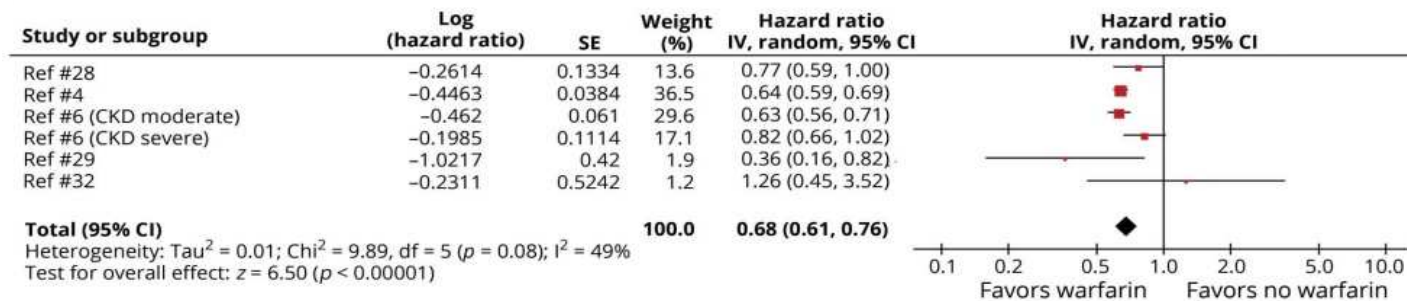 Study or subgroup Log (hazard ratio) SE Weight (%) Hazard ratio IV, random, 95% CI Hazard ratio IV, random, 95% CI
Ref #28 −0.2614 0.1334 13.6 0.77 (0.59, 1.00)
Ref #4 −0.4463 0.0384 36.5 0.64 (0.59, 0.69)
Ref #6 (CKD moderate) −0.462 0.061 29.6 0.63 (0.56, 0.71)
Ref #6 (CKD severe) −0.1985 0.1114 17.1 0.82 (0.66, 1.02)
Ref #29 −1.0217 0.42 1.9 0.36 (0.16, 0.82)
Ref #32 −0.2311 0.5242 1.2 1.26 (0.45, 3.52)
Total (95% CI) 100.0 0.68 (0.61, 0.76)
Heterogeneity: Tau² = 0.01; Chi² = 9.89, df = 5 (p = 0.08); I² = 49%
Test for overall effect: z = 6.50 (p < 0.00001)
0.1 0.2 0.5 1.0 2.0 5.0 10.0
Favors warfarin Favors no warfarin